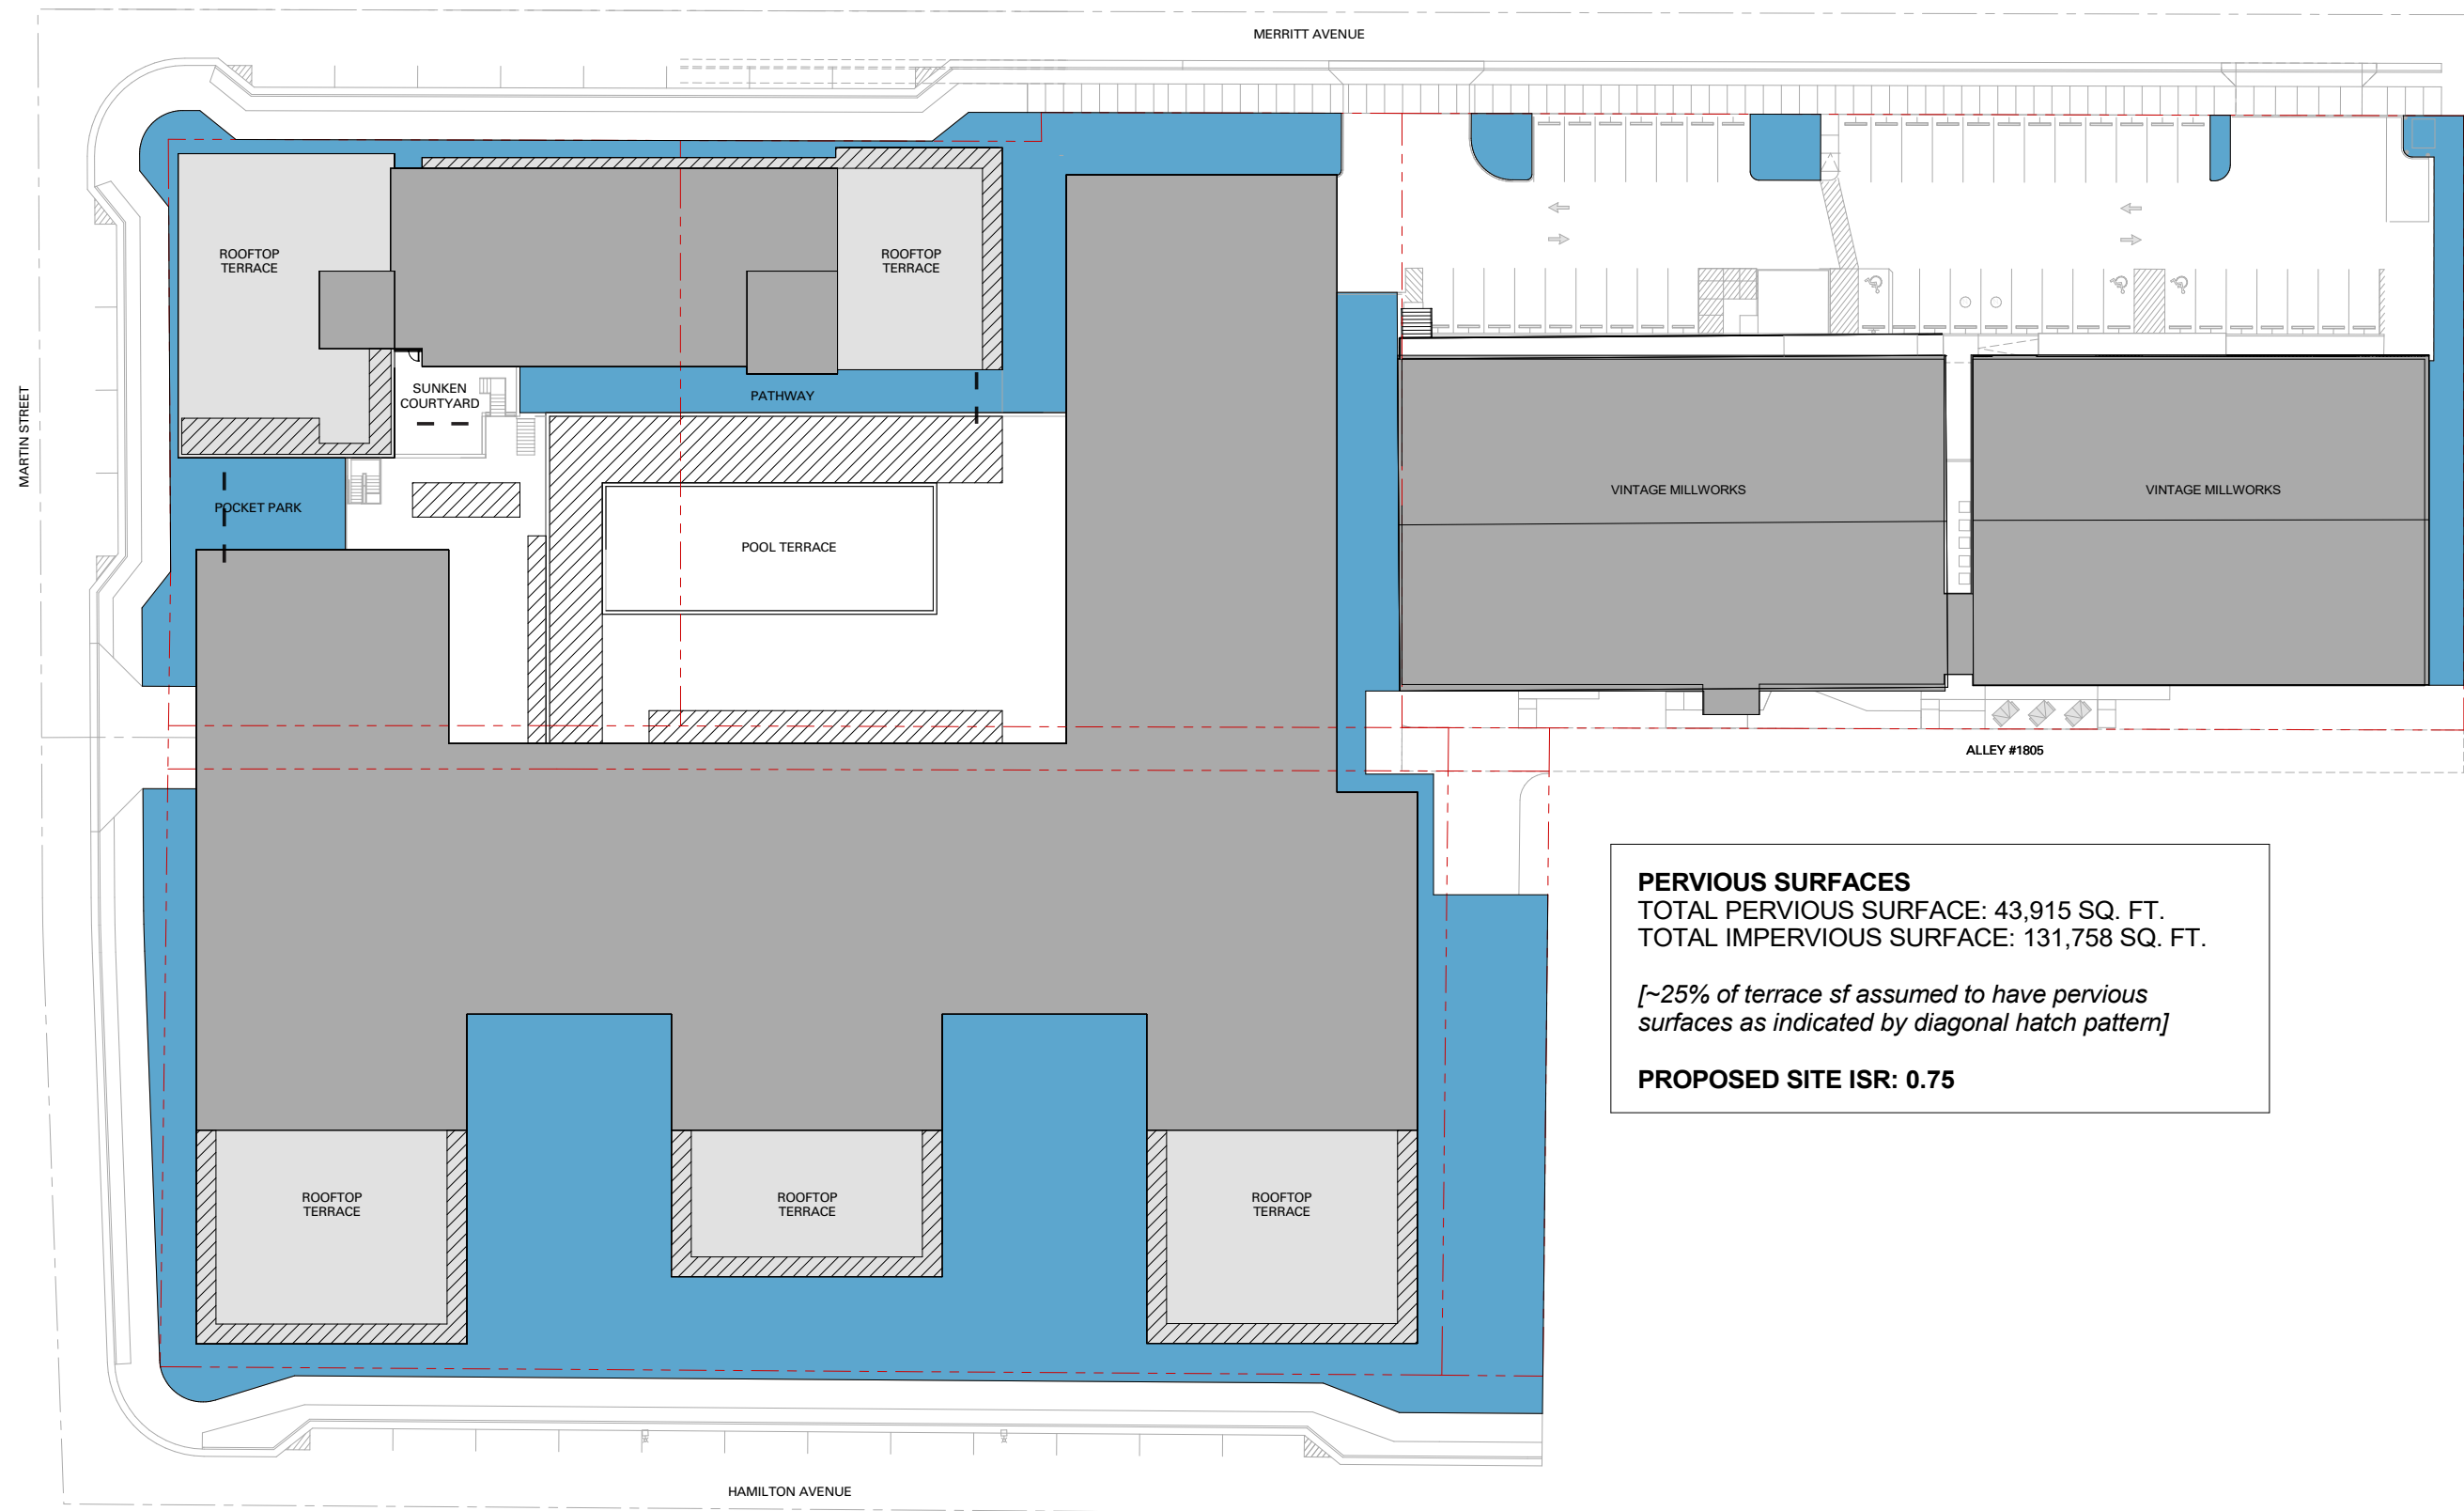 MERRITT AVENUE
ROOFTOP
TERRACE
ROOFTOP
TERRACE
SUNKEN
COURTYARD
PATHWAY
MARTIN STREET
POCKET PARK
POOL TERRACE
VINTAGE MILLWORKS
VINTAGE MILLWORKS
ALLEY #1805
PERVIOUS SURFACES
TOTAL PERVIOUS SURFACE: 43,915 SQ. FT.
TOTAL IMPERVIOUS SURFACE: 131,758 SQ. FT.
[~25% of terrace sf assumed to have pervious
surfaces as indicated by diagonal hatch pattern]
PROPOSED SITE ISR: 0.75
ROOFTOP
TERRACE
ROOFTOP
TERRACE
ROOFTOP
TERRACE
HAMILTON AVENUE